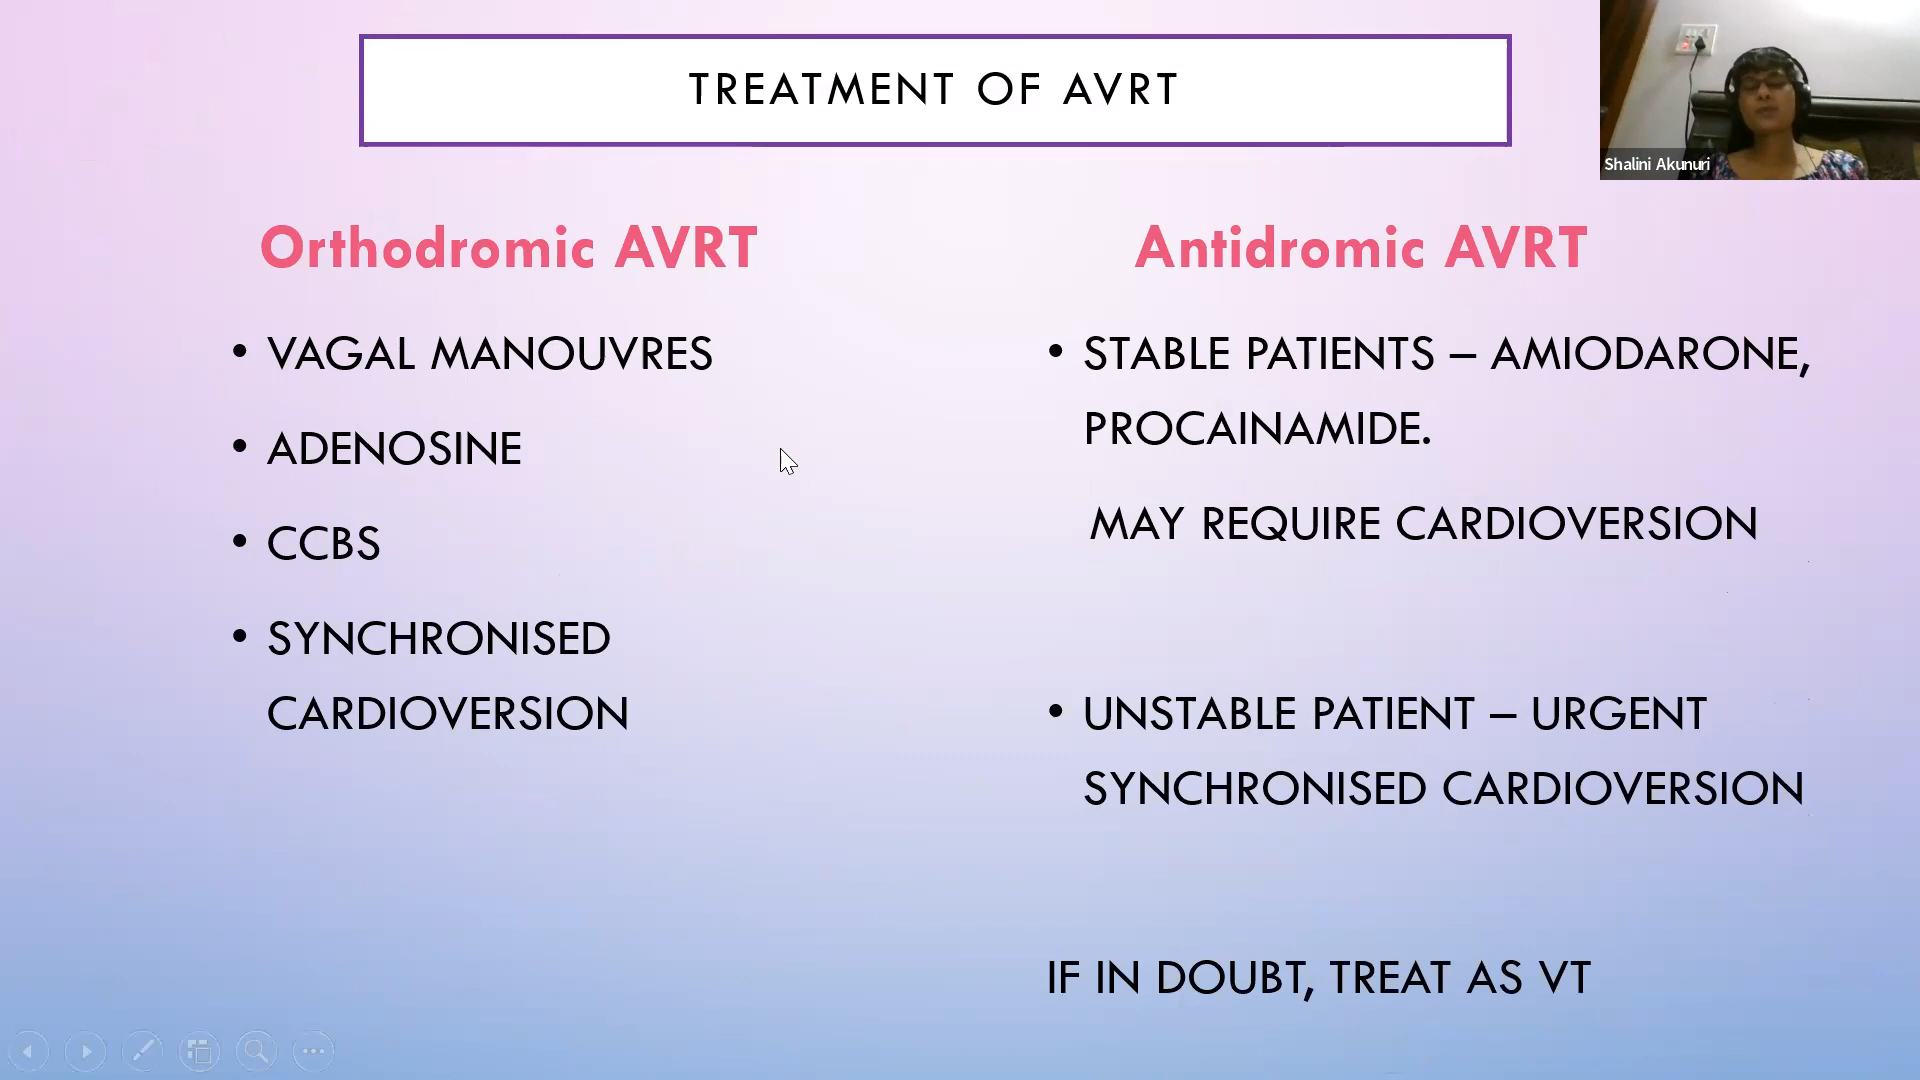 TREATMENT OF AVRT
Shalini Akunuri
Orthodromic AVRT
• VAGAL MANOUVRES
• ADENOSINE
• CCBS
• SYNCHRONISED
CARDIOVERSION
Antidromic AVRT
• STABLE PATIENTS – AMIODARONE,
PROCAINAMIDE.
MAY REQUIRE CARDIOVERSION
• UNSTABLE PATIENT – URGENT
SYNCHRONISED CARDIOVERSION
IF IN DOUBT, TREAT AS VT